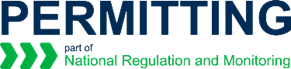 PERMITTING
part of
National Regulation and Monitoring